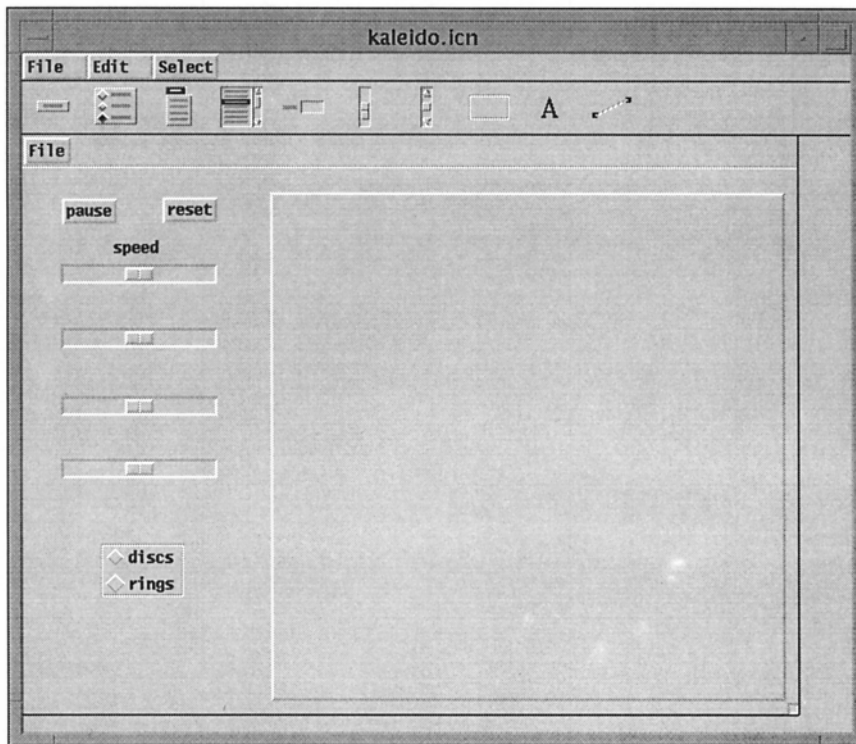 kaleido.icn
File Edit Select
A
File
pause reset
speed
discs
rings